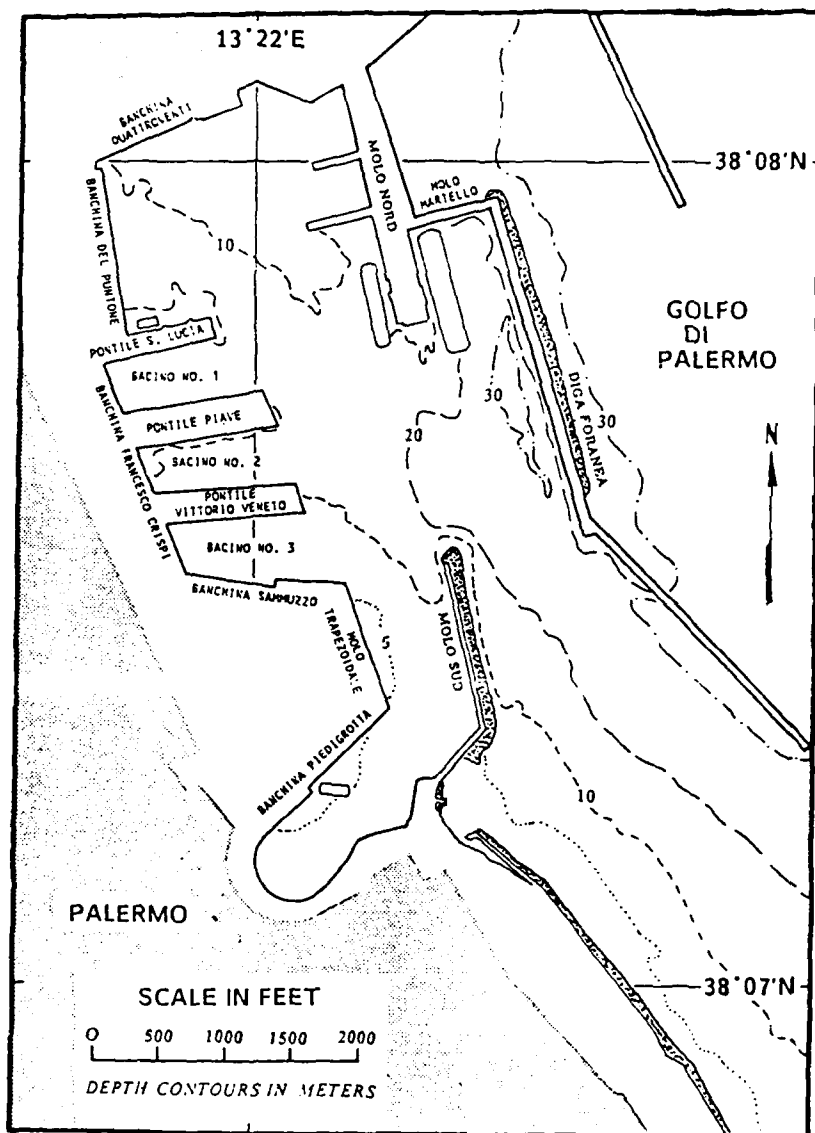 13°22'E
BANCHINA
QUATTROVENTI
38°08'N
MOLO NORD
MOLO
MARTELLO
BANCHINA DEL PUNTONE
10
GOLFO
DI
PALERMO
PONTILE S. LUCIA
BACINO NO. 1
DIGA FORANEA
30
30
N
PONTILE PIAVE
20
BANCHINA FRANCESCO CRISPI
BACINO NO. 2
PONTILE
VITTORIO VENETO
BACINO NO. 3
BANCHINA SAMMUZZO
MOLO
TRAPEZOIDALE
5
MOLO SUD
BANCHINA PIEDIGROTTA
10
PALERMO
38°07'N
SCALE IN FEET
0 500 1000 1500 2000
DEPTH CONTOURS IN METERS